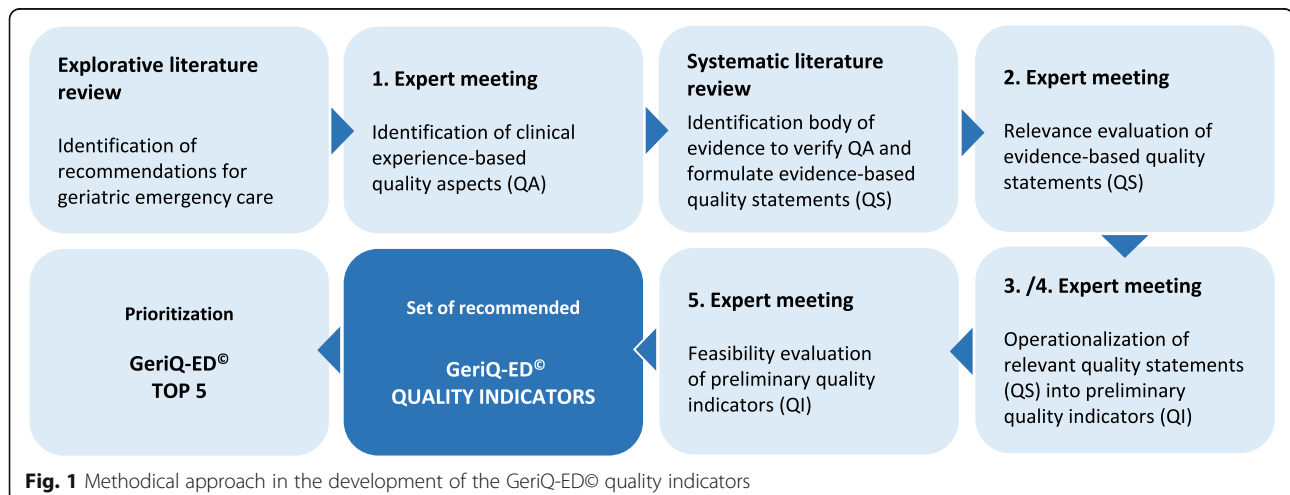 Explorative literature
review
Identification of
recommendations for
geriatric emergency care
1. Expert meeting
Identification of clinical
experience-based
quality aspects (QA)
Systematic literature
review
Identification body of
evidence to verify QA and
formulate evidence-based
quality statements (QS)
2. Expert meeting
Relevance evaluation of
evidence-based quality
statements (QS)
3. /4. Expert meeting
Operationalization of
relevant quality statements
(QS) into preliminary
quality indicators (QI)
5. Expert meeting
Feasibility evaluation
of preliminary quality
indicators (QI)
Set of recommended
GeriQ-ED©
QUALITY INDICATORS
Prioritization
GeriQ-ED©
TOP 5
Fig. 1 Methodical approach in the development of the GeriQ-ED© quality indicators